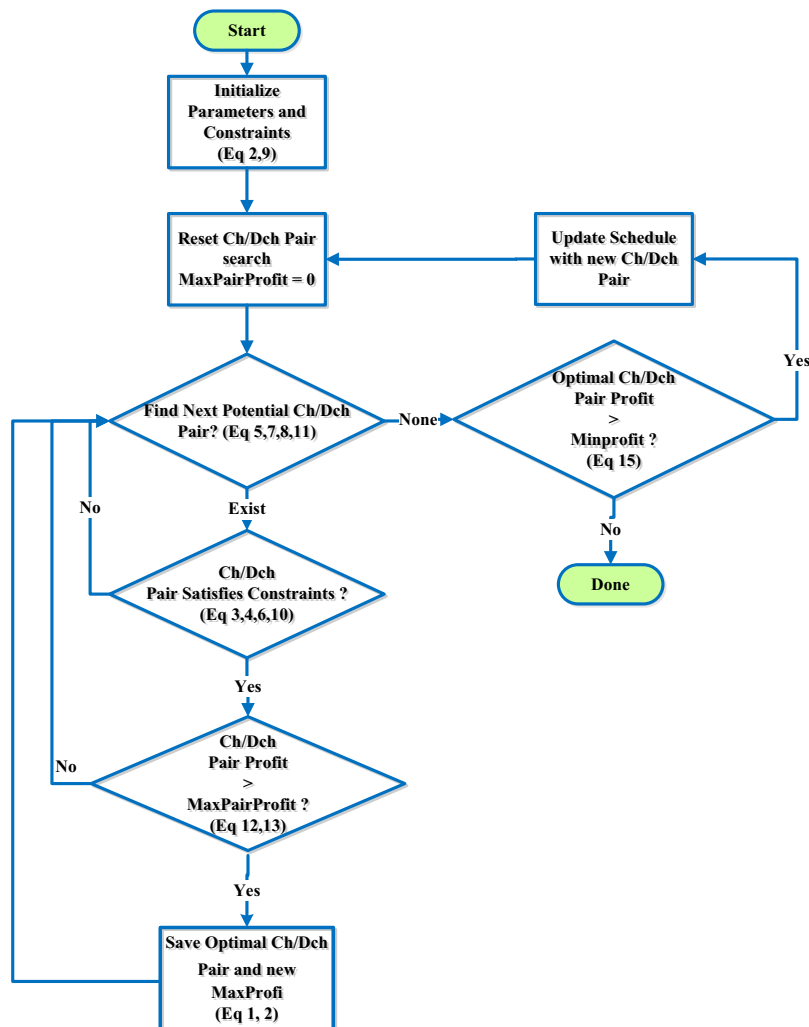 Start
Initialize
Parameters and
Constraints
(Eq 2,9)
Reset Ch/Dch Pair
search
MaxPairProfit = 0
Update Schedule
with new Ch/Dch
Pair
Yes
Find Next Potential Ch/Dch
Pair? (Eq 5,7,8,11)
None
Optimal Ch/Dch
Pair Profit
>
Minprofit ?
(Eq 15)
No
Exist
No
Done
Ch/Dch
Pair Satisfies Constraints ?
(Eq 3,4,6,10)
Yes
Ch/Dch
Pair Profit
>
MaxPairProfit ?
(Eq 12,13)
No
Yes
Save Optimal Ch/Dch
Pair and new
MaxProfi
(Eq 1, 2)